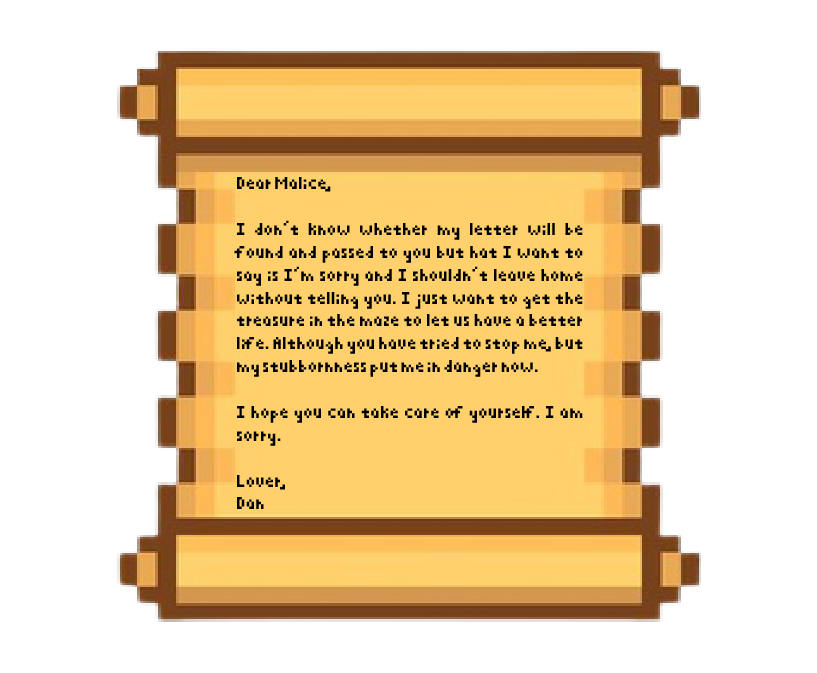 Dear Malice,
I don't know whether my letter will be
found and passed to you but hat I want to
say is I'm sorry and I shouldn't leave home
without telling you. I just want to get the
treasure in the maze to let us have a better
life. Although you have tried to stop me, but
my stubbornness put me in danger now.
I hope you can take care of yourself. I am
sorry.
Lover,
Dan